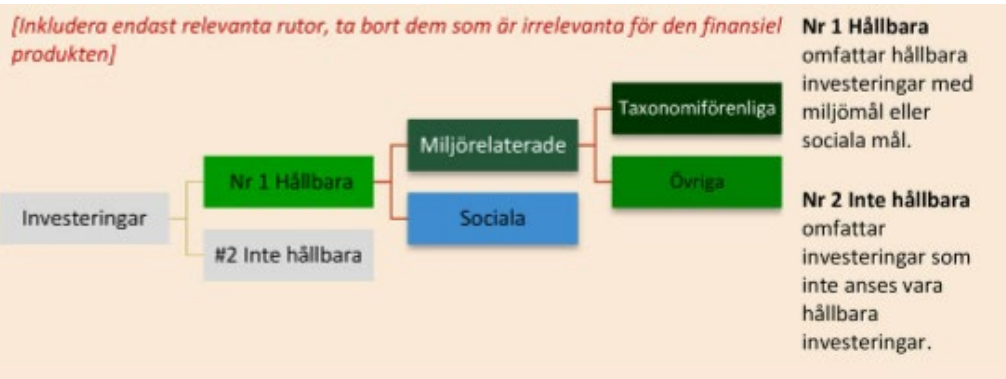 [Inkludera endast relevanta rutor, ta bort dem som är irrelevanta för den finansiel
produkten]
Investeringar
Nr 1 Hållbara
#2 Inte hållbara
Miljörelaterade
Sociala
Taxonomiförenliga
Övriga
Nr 1 Hållbara
omfattar hållbara
investeringar med
miljömål eller
sociala mål.
Nr 2 Inte hållbara
omfattar
investeringar som
inte anses vara
hållbara
investeringar.